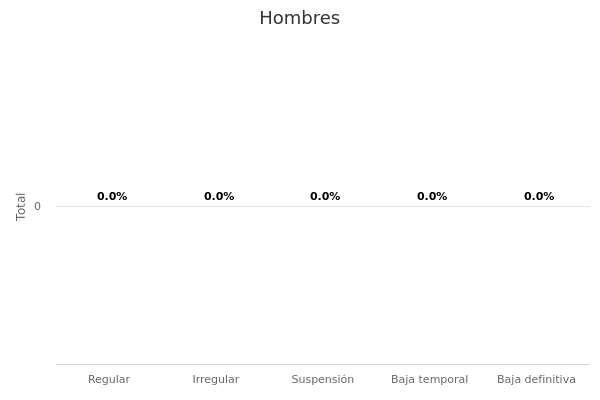 Hombres
Total
0
0.0% 0.0% 0.0% 0.0% 0.0%
Regular Irregular Suspensión Baja temporal Baja definitiva